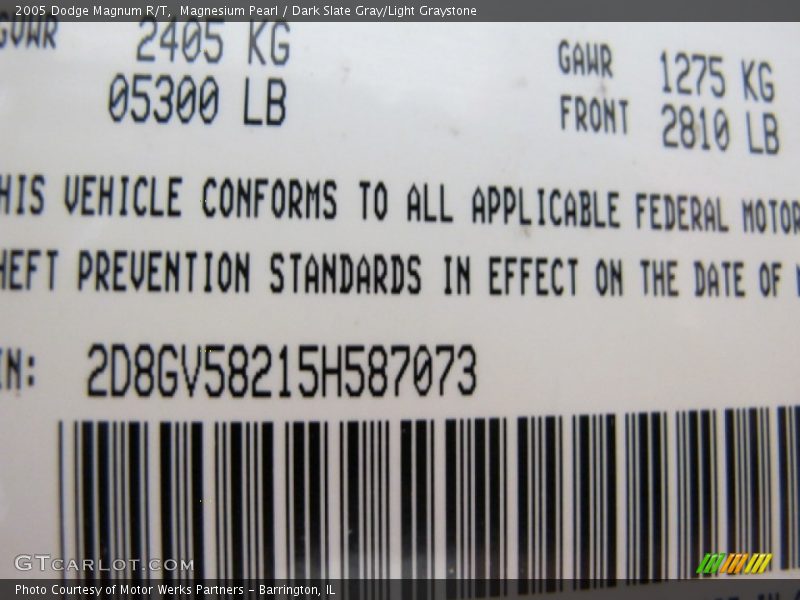 2005 Dodge Magnum R/T, Magnesium Pearl / Dark Slate Gray/Light Graystone
GVWR 2405 KG
05300 LB
GAWR 1275 KG
FRONT 2810 LB
HIS VEHICLE CONFORMS TO ALL APPLICABLE FEDERAL MOTOR
HEFT PREVENTION STANDARDS IN EFFECT ON THE DATE OF
IN: 2D8GV58215H587073
GTCARLOT.COM
Photo Courtesy of Motor Werks Partners - Barrington, IL